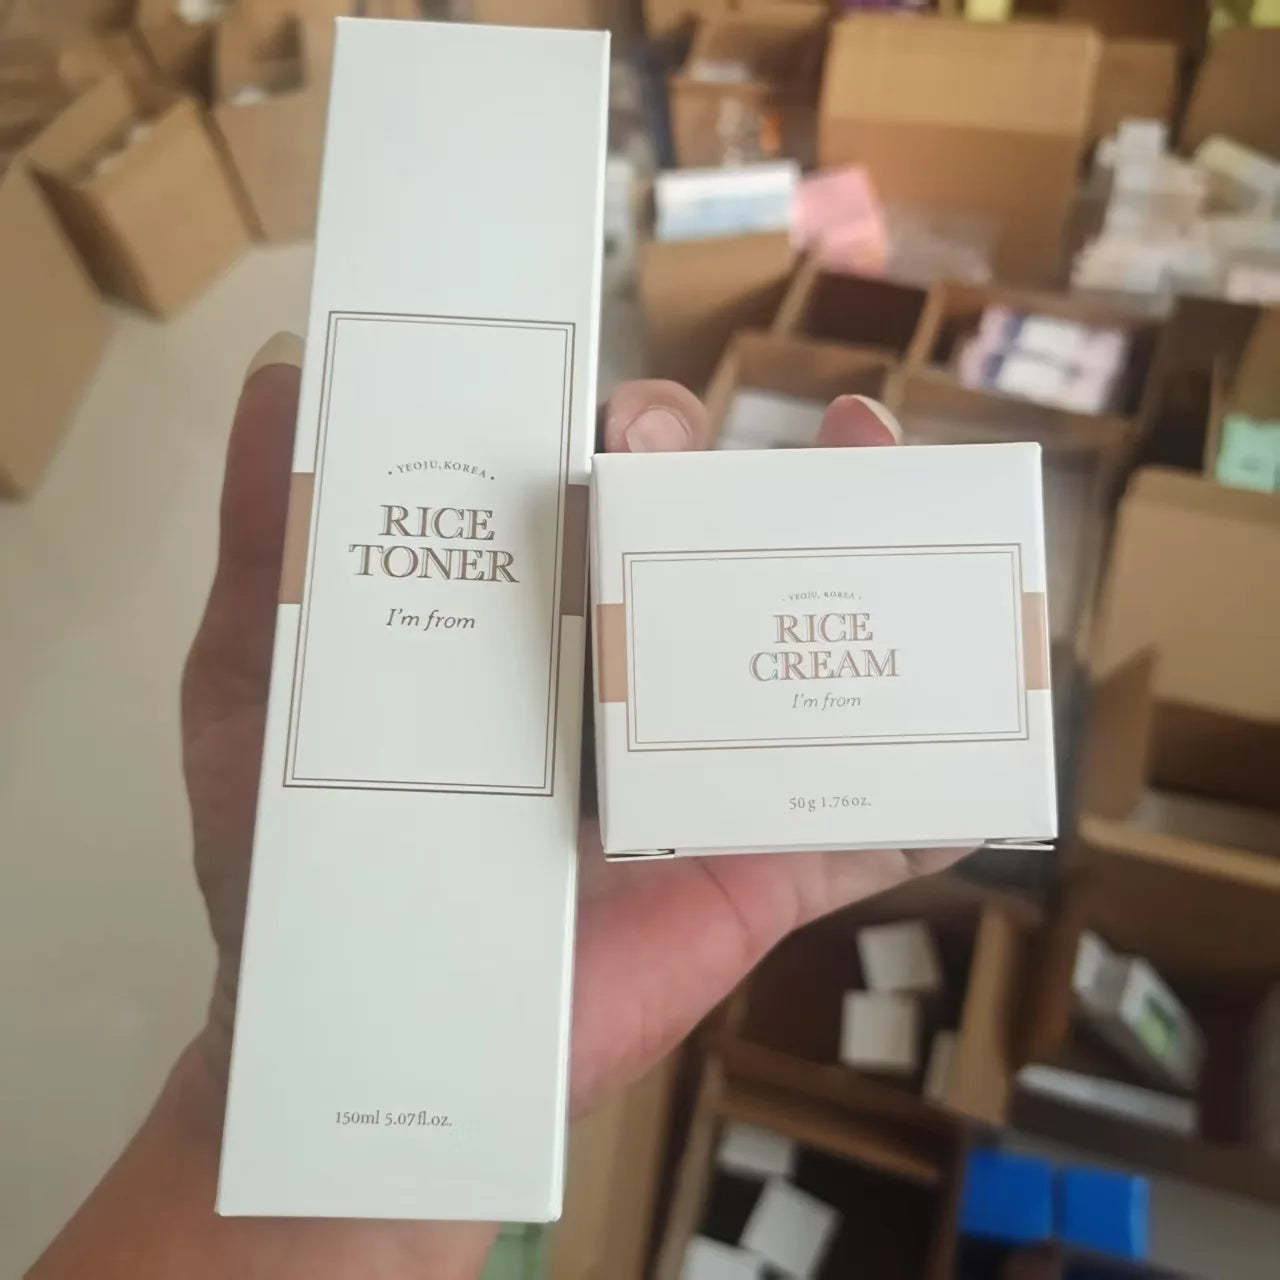 • YEOJU, KOREA •
RICE
TONER
I'm from
150ml 5.07fl.oz.
· YEOJU, KOREA ·
RICE
CREAM
I'm from
50g 1.76oz.